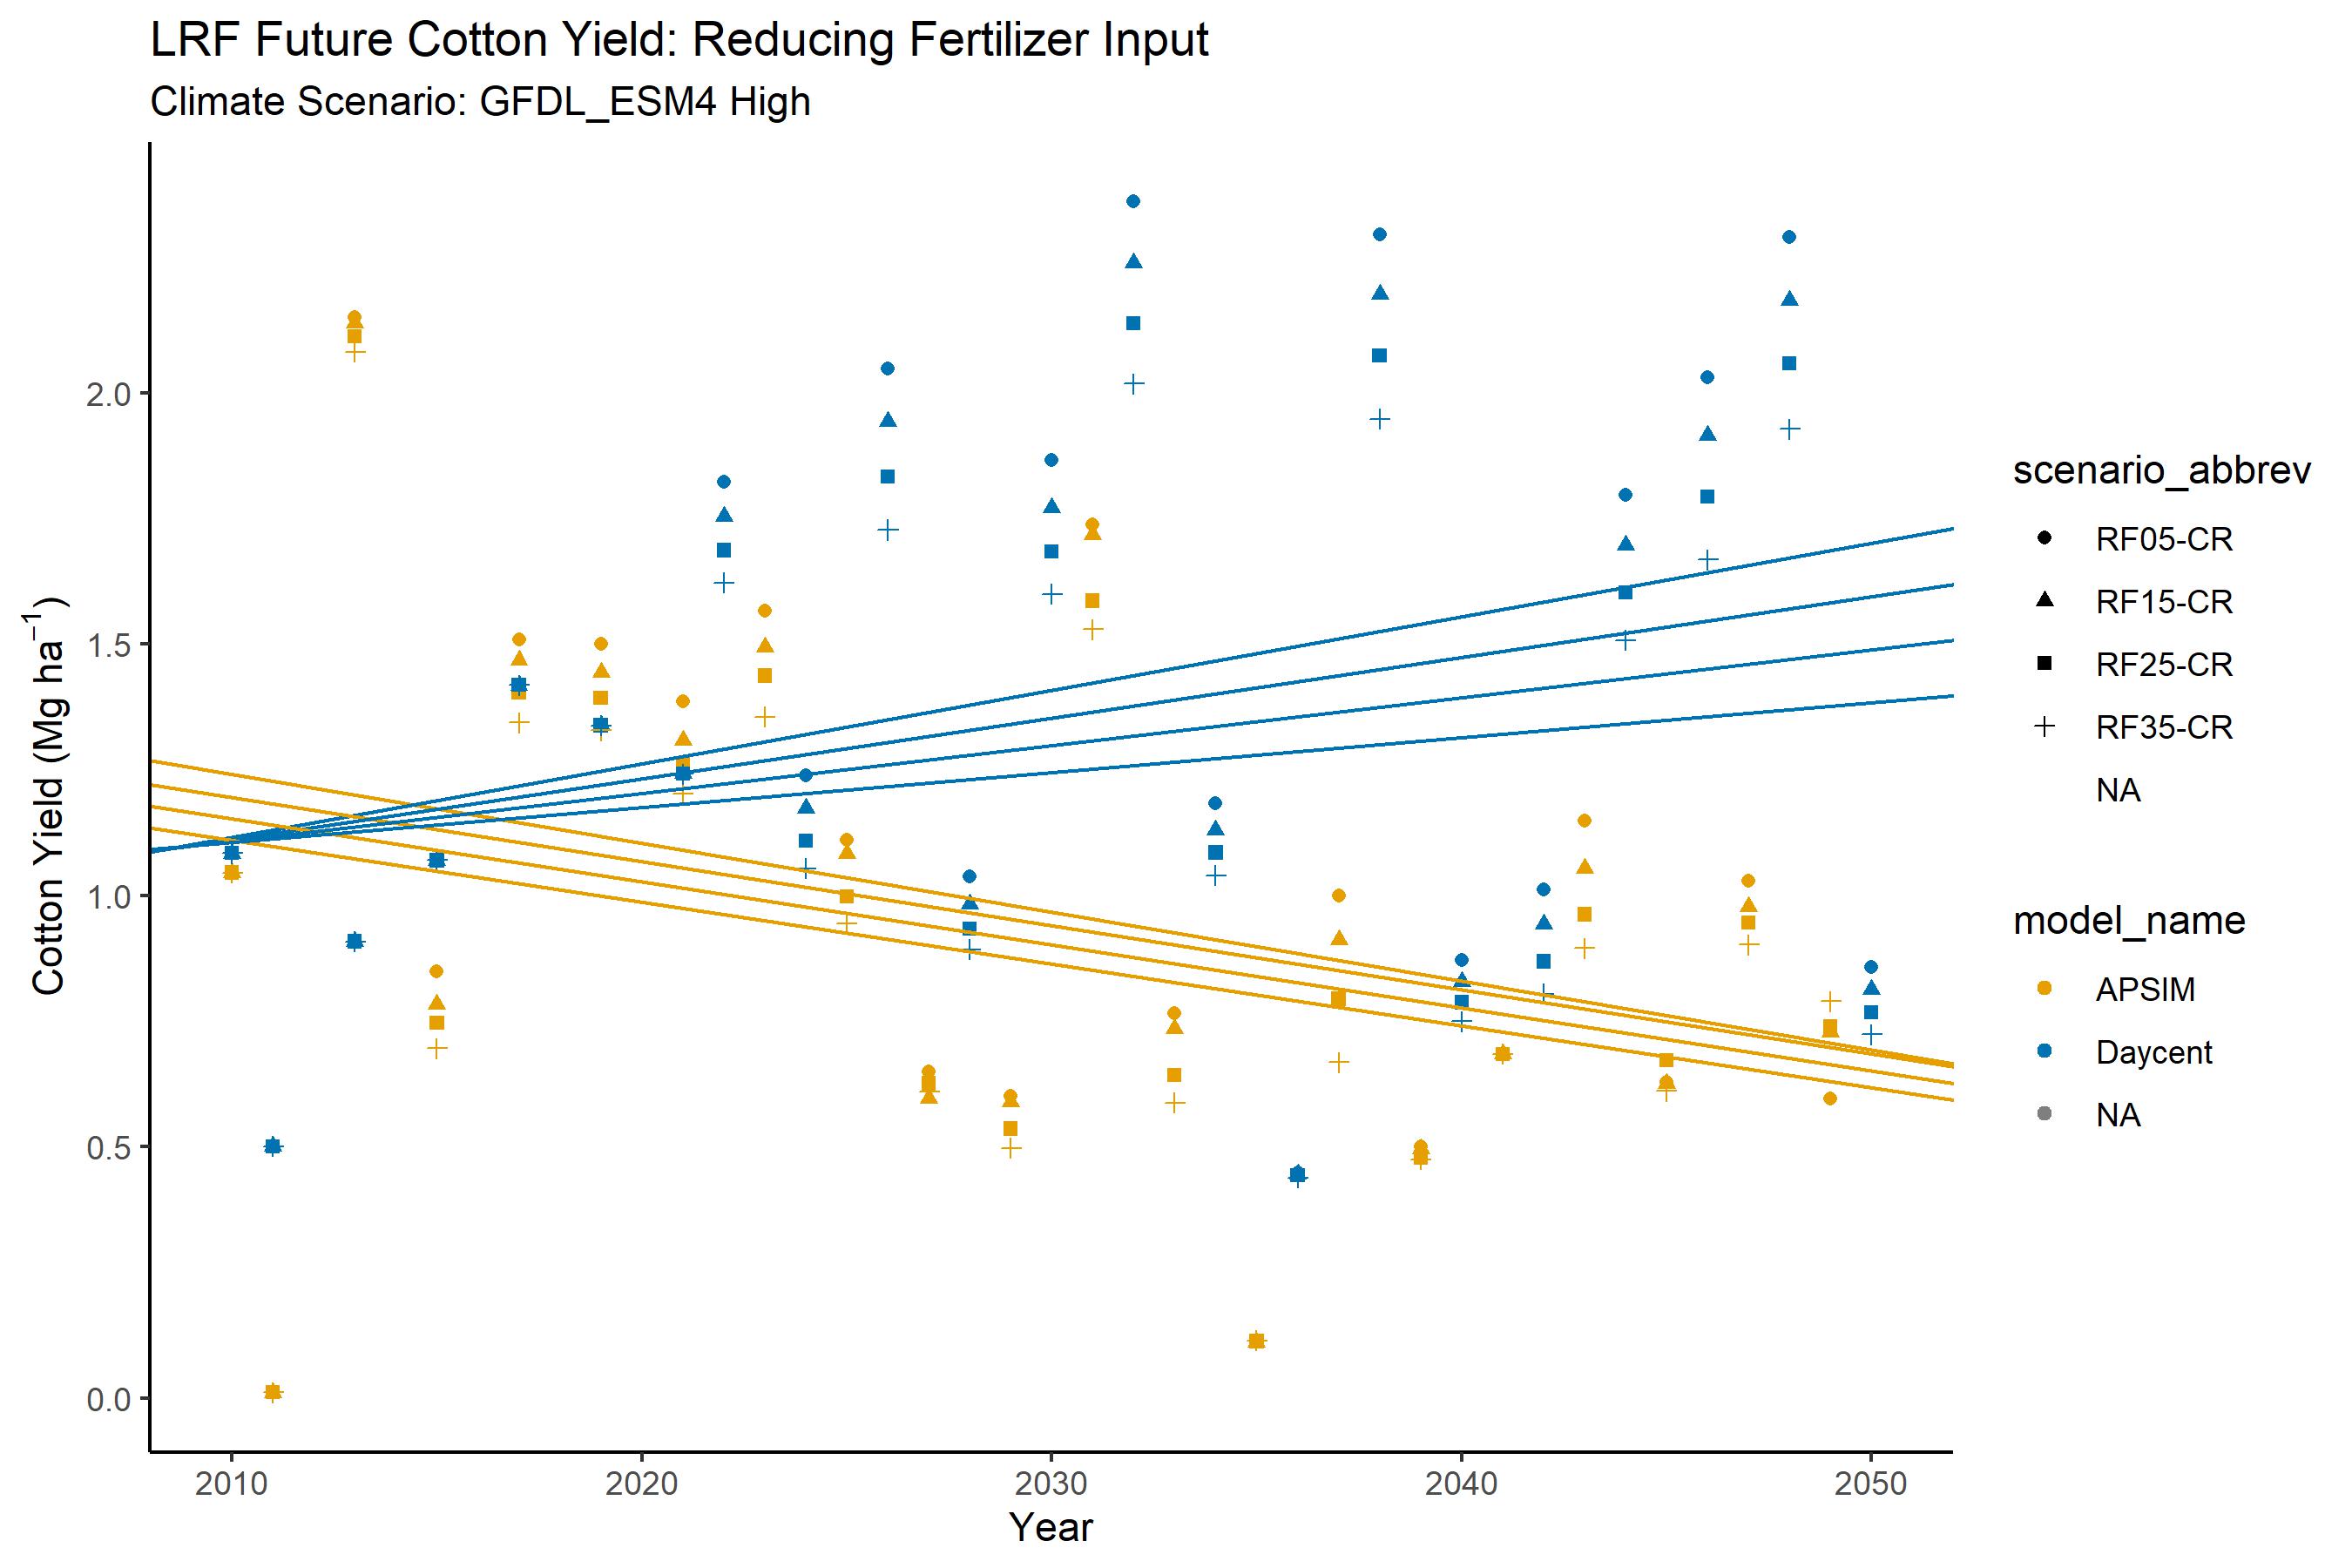 LRF Future Cotton Yield: Reducing Fertilizer Input
Climate Scenario: GFDL_ESM4 High
Cotton Yield (Mg ha⁻¹)
2.0
1.5
1.0
0.5
0.0
2010 2020 2030 2040 2050
Year
scenario_abbrev
RF05-CR
RF15-CR
RF25-CR
RF35-CR
NA
model_name
APSIM
Daycent
NA